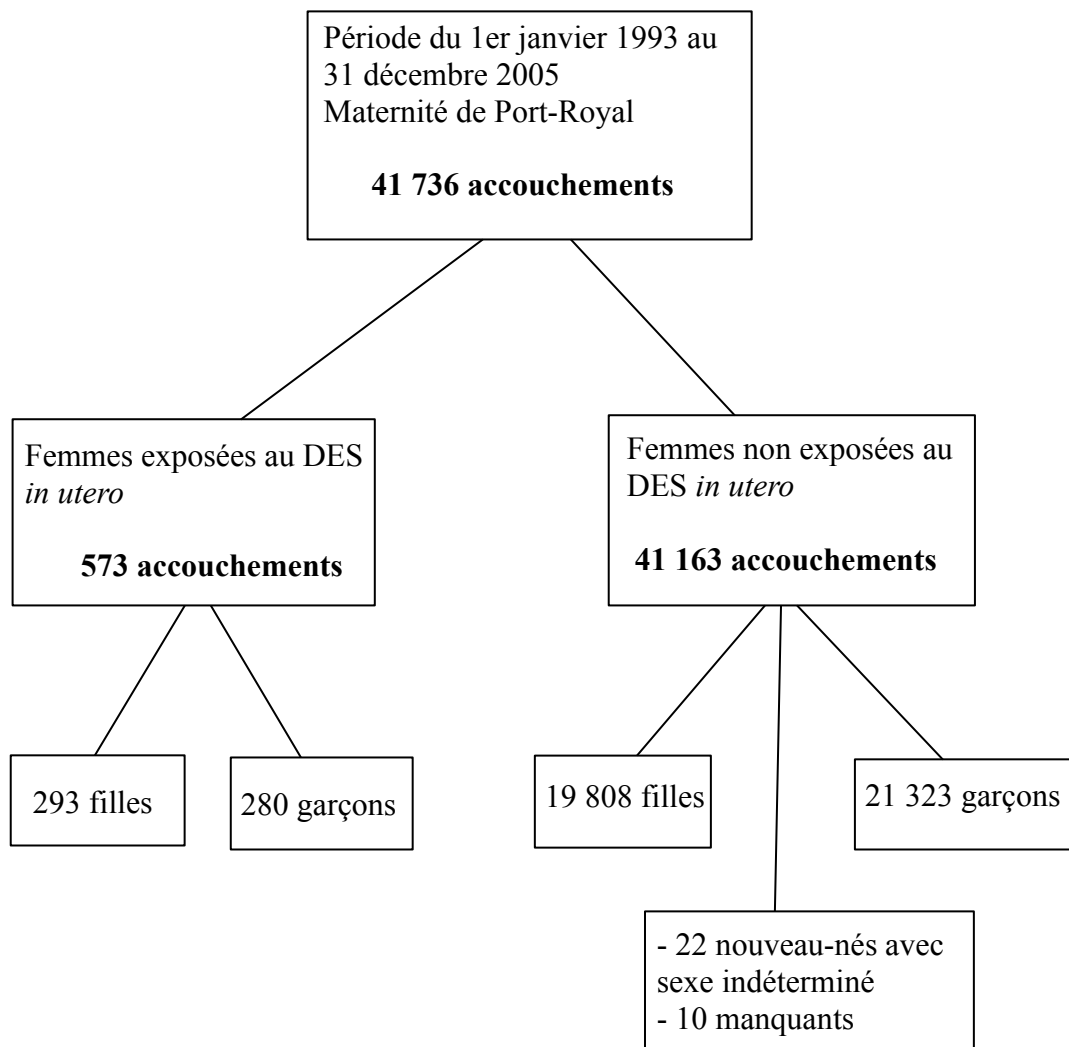 Période du 1er janvier 1993 au
31 décembre 2005
Maternité de Port-Royal
41 736 accouchements
Femmes exposées au DES
in utero
573 accouchements
Femmes non exposées au
DES in utero
41 163 accouchements
293 filles
280 garçons
19 808 filles
21 323 garçons
- 22 nouveau-nés avec
sexe indéterminé
- 10 manquants